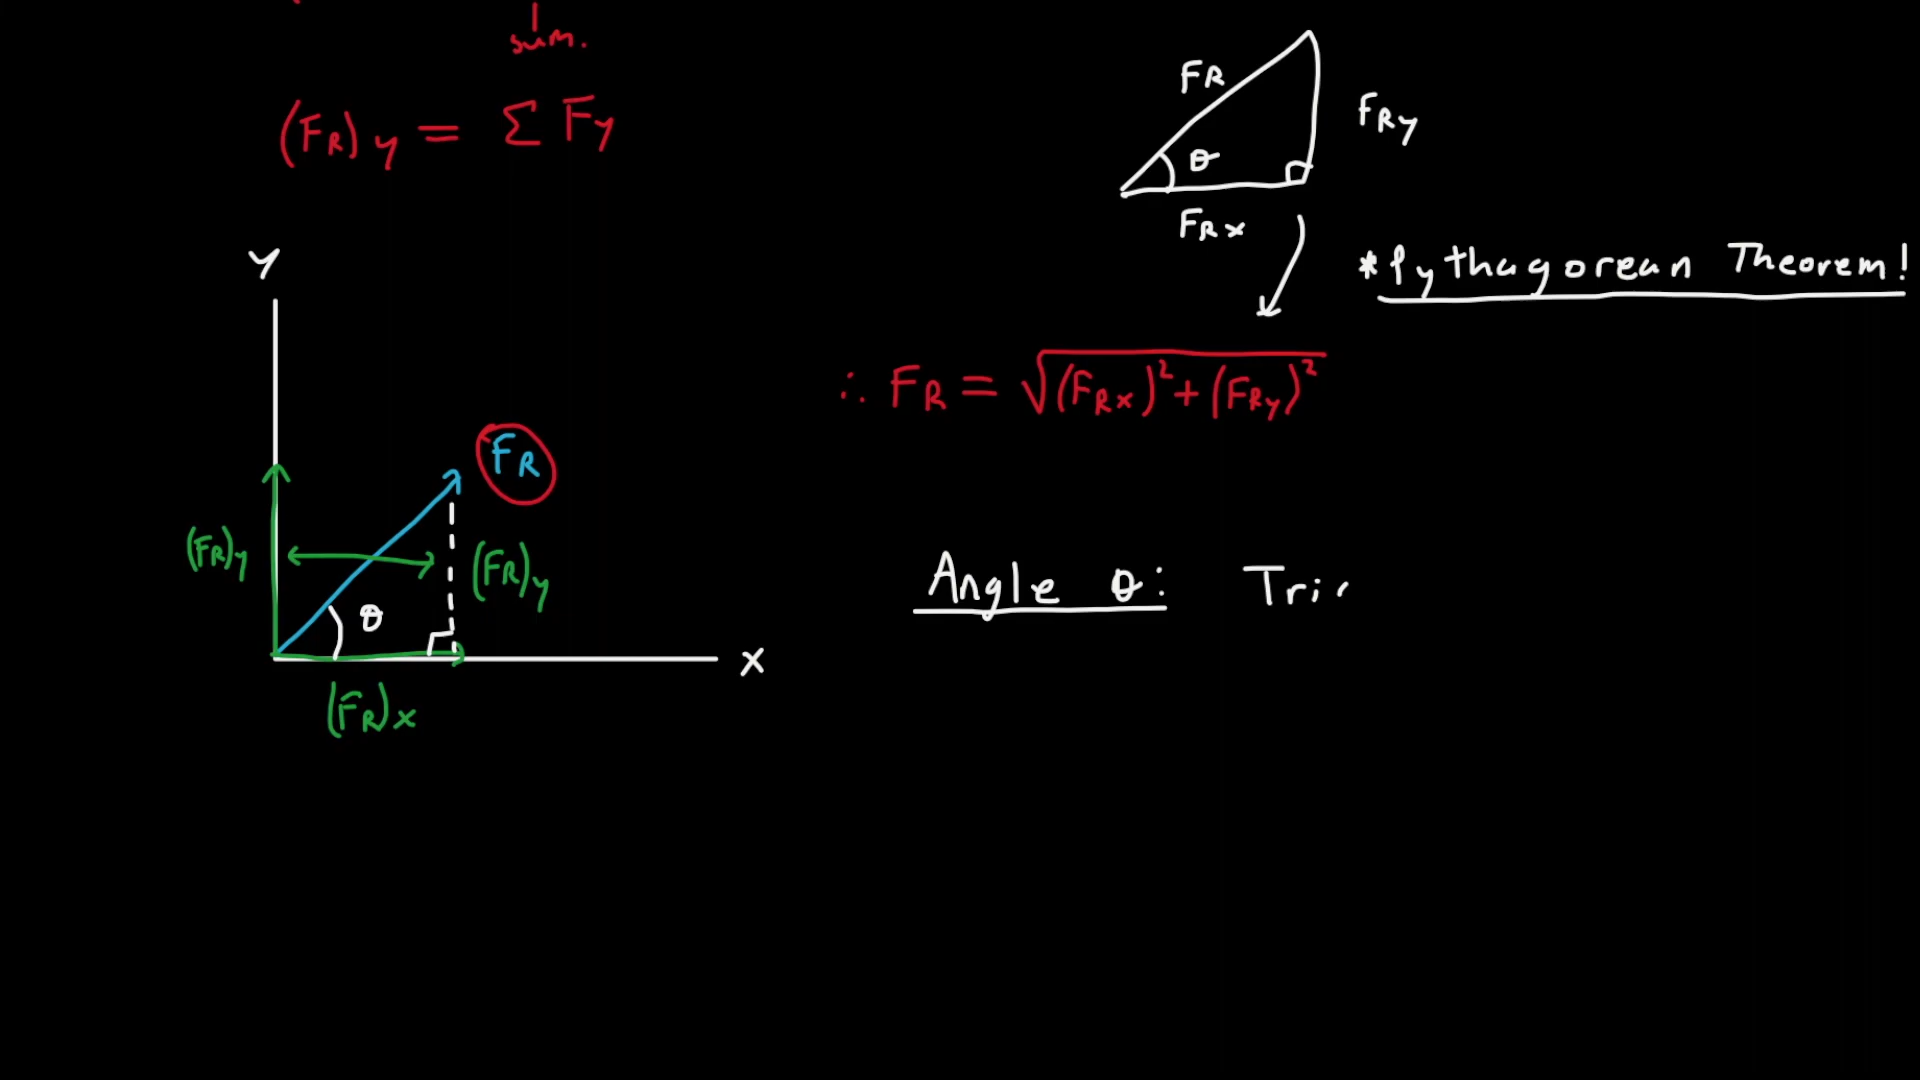 sum.
(FR)y = Σ Fy
FR
θ
FRy
FRx
*Pythagorean Theorem!
∴ FR = √(FRx)² + (FRy)²
Y
FR
(FR)y
(FR)y
θ
X
(FR)x
Angle θ: Tri